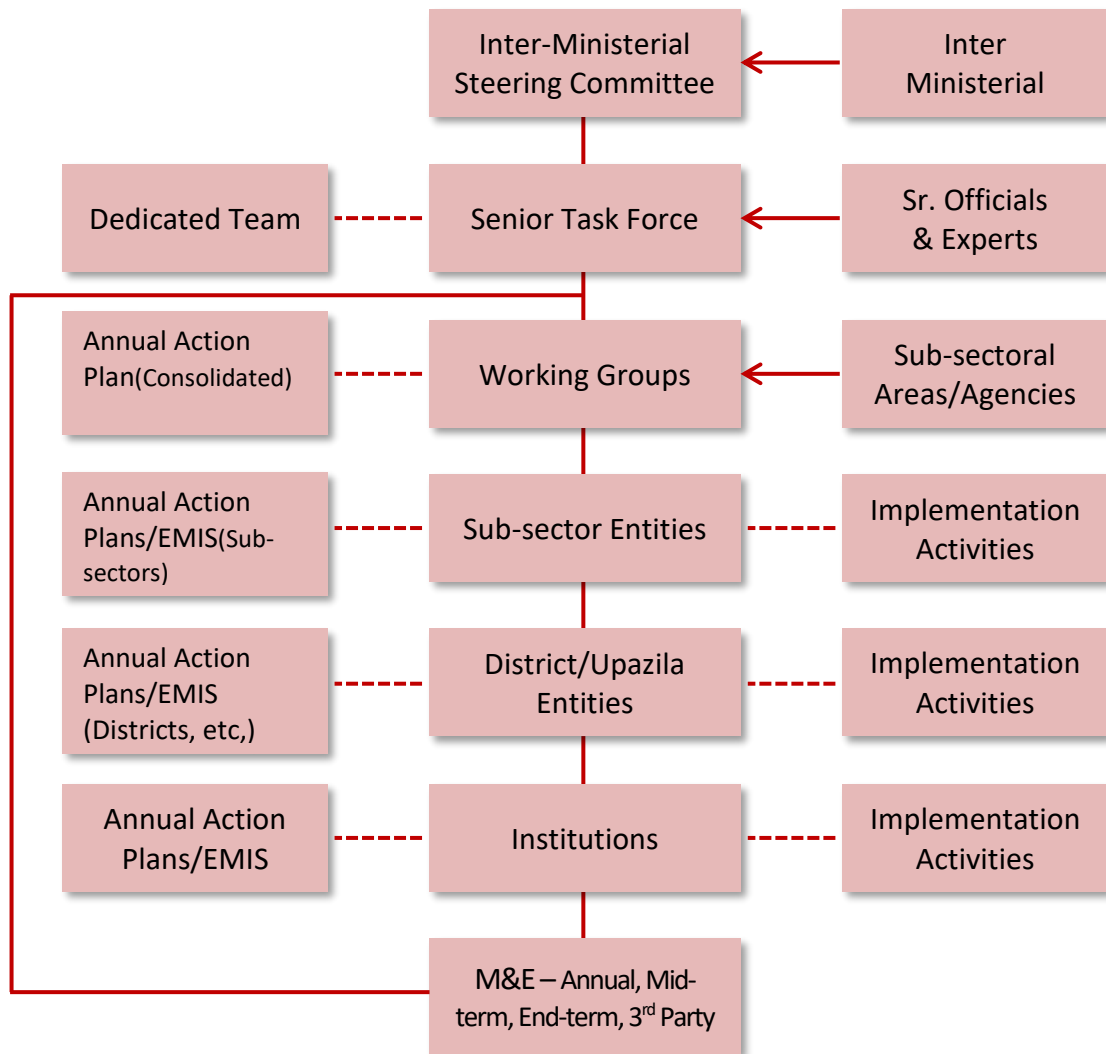 Inter-Ministerial
Steering Committee
Inter
Ministerial
Dedicated Team
Senior Task Force
Sr. Officials
& Experts
Annual Action
Plan(Consolidated)
Working Groups
Sub-sectoral
Areas/Agencies
Annual Action
Plans/EMIS(Sub-
sectors)
Sub-sector Entities
Implementation
Activities
Annual Action
Plans/EMIS
(Districts, etc,)
District/Upazila
Entities
Implementation
Activities
Annual Action
Plans/EMIS
Institutions
Implementation
Activities
M&E – Annual, Mid-
term, End-term, 3rd Party